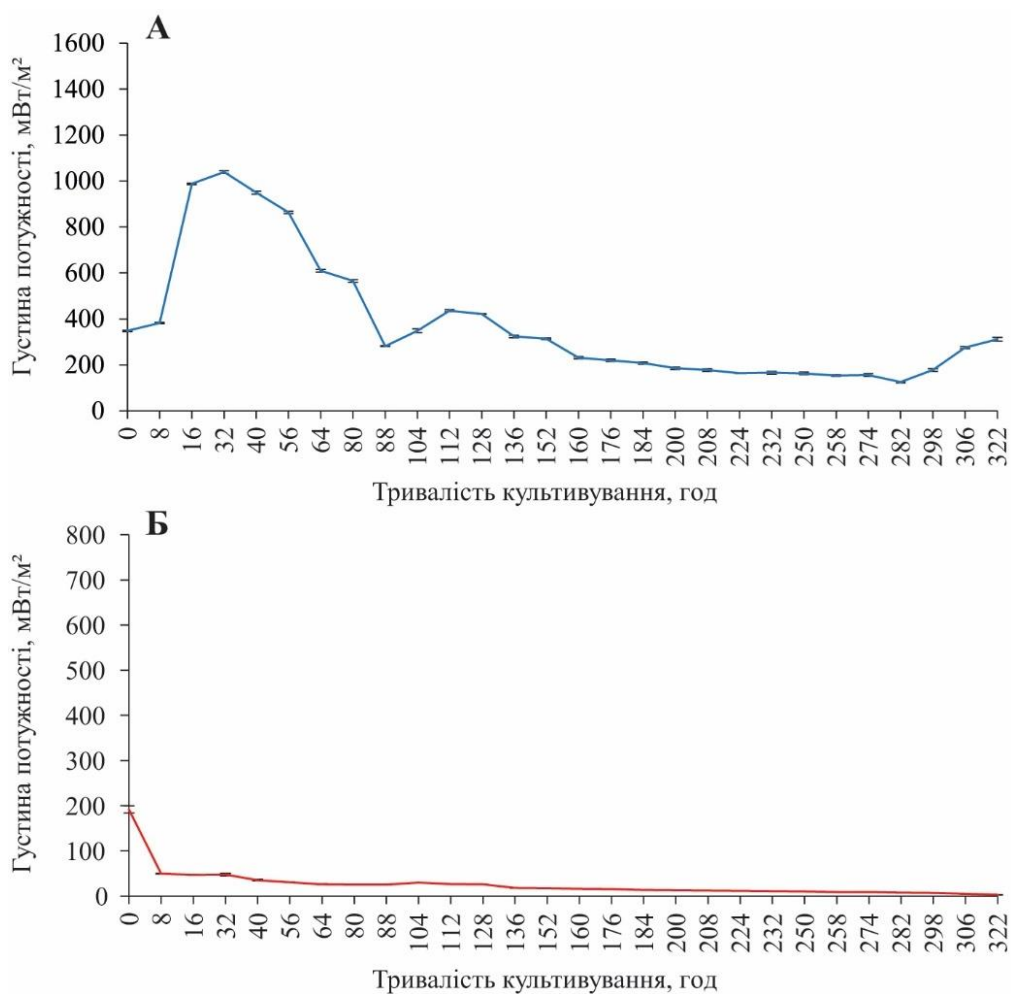 А
Густина потужності, мВт/м²
1600
1400
1200
1000
800
600
400
200
0
0 8 16 32 40 56 64 80 88 104 112 128 136 152 160 176 184 200 208 224 232 250 258 274 282 298 306 322
Тривалість культивування, год
Б
Густина потужності, мВт/м²
800
700
600
500
400
300
200
100
0
0 8 16 32 40 56 64 80 88 104 112 128 136 152 160 176 184 200 208 224 232 250 258 274 282 298 306 322
Тривалість культивування, год